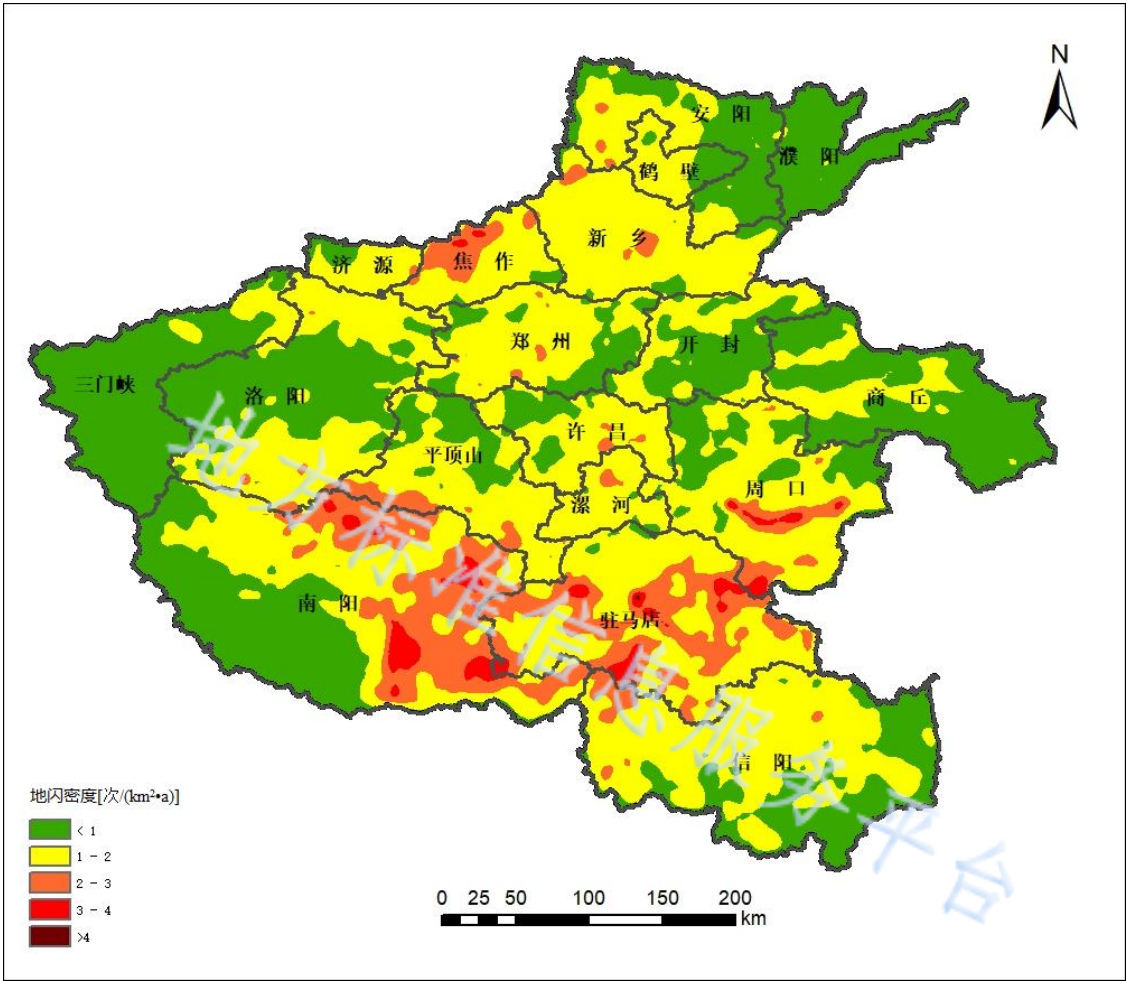 N
安 阳
濮 阳
鹤 壁
新 乡
济 源
焦 作
郑 州
开 封
三门峡
洛 阳
商 丘
许 昌
平顶山
周 口
漯 河
南 阳
驻马店
信 阳
地方标准信息服务平台
地闪密度[次/(km²•a)]
< 1
1 - 2
2 - 3
3 - 4
>4
0 25 50 100 150 200
km